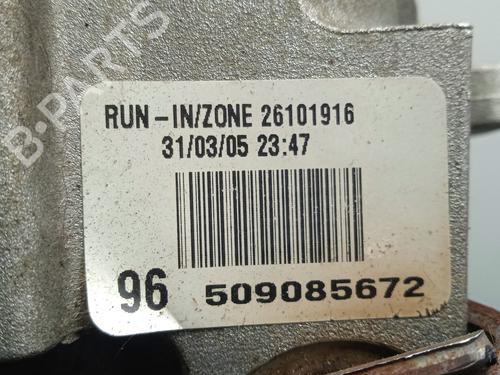 B-PARTS
RUN-IN/ZONE 26101916
31/03/05 23:47
96 509085672